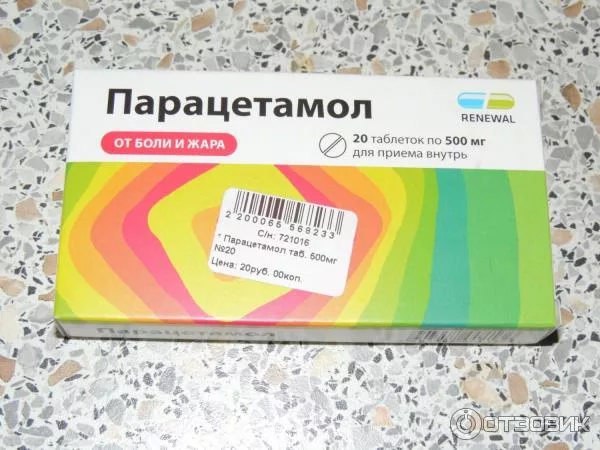 Парацетамол
ОТ БОЛИ И ЖАРА
RENEWAL
20 таблеток по 500 мг
для приема внутрь
2 200065 568233
С/н: 721016
* Парацетамол таб. 500мг
№20
Цена: 20руб. 00коп.
Парацетамол
ОТЗОВИК